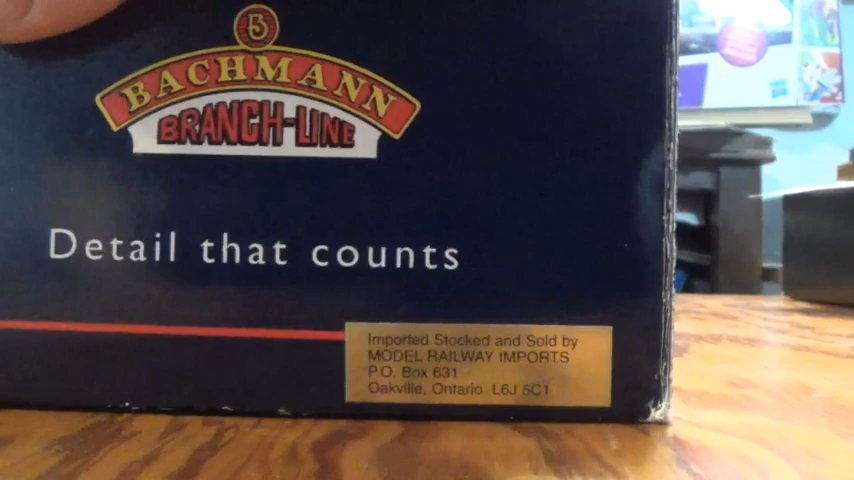 B
BACHMANN
BRANCH-LINE
Detail that counts
Imported Stocked and Sold by
MODEL RAILWAY IMPORTS
P.O. Box 631
Oakville, Ontario L6J 5C1